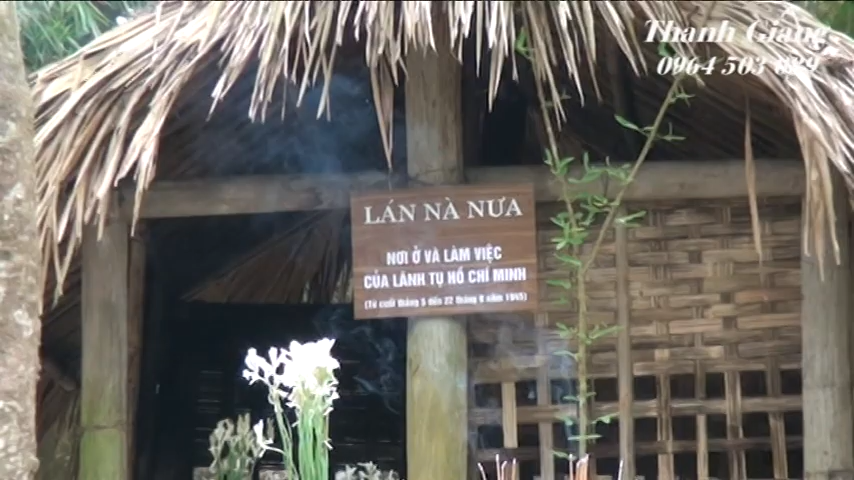 Thanh Giang
0964 503 089
LÁN NÀ NƯA
NƠI Ở VÀ LÀM VIỆC
CỦA LÃNH TỤ HỒ CHÍ MINH
(Từ cuối tháng 5 đến 22 tháng 8 năm 1945)